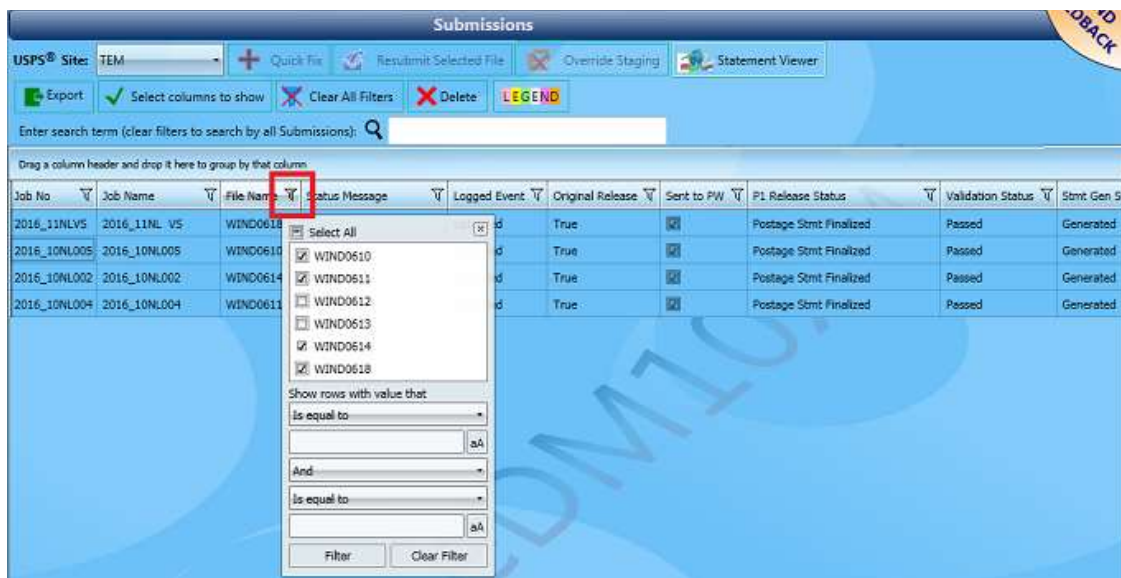 Submissions
ND
DBACK
USPS® Site: TEM Quick Fix Resubmit Selected File Override Staging Statement Viewer
Export Select columns to show Clear All Filters Delete LEGEND
Enter search term (clear filters to search by all Submissions):
Drag a column header and drop it here to group by that column
Job No Job Name File Name Status Message Logged Event Original Release Sent to PW P1 Release Status Validation Status Stmt Gen S
2016_11NLVS 2016_11NL VS WIND0618 d True Postage Stmt Finalized Passed Generated
2016_10NL005 2016_10NL005 WIND0610 d True Postage Stmt Finalized Passed Generated
2016_10NL002 2016_10NL002 WIND0614 d True Postage Stmt Finalized Passed Generated
2016_10NL004 2016_10NL004 WIND0611 d True Postage Stmt Finalized Passed Generated
Select All
WIND0610
WIND0611
WIND0612
WIND0613
WIND0614
WIND0618
Show rows with value that
Is equal to
aA
And
Is equal to
aA
Filter Clear Filter